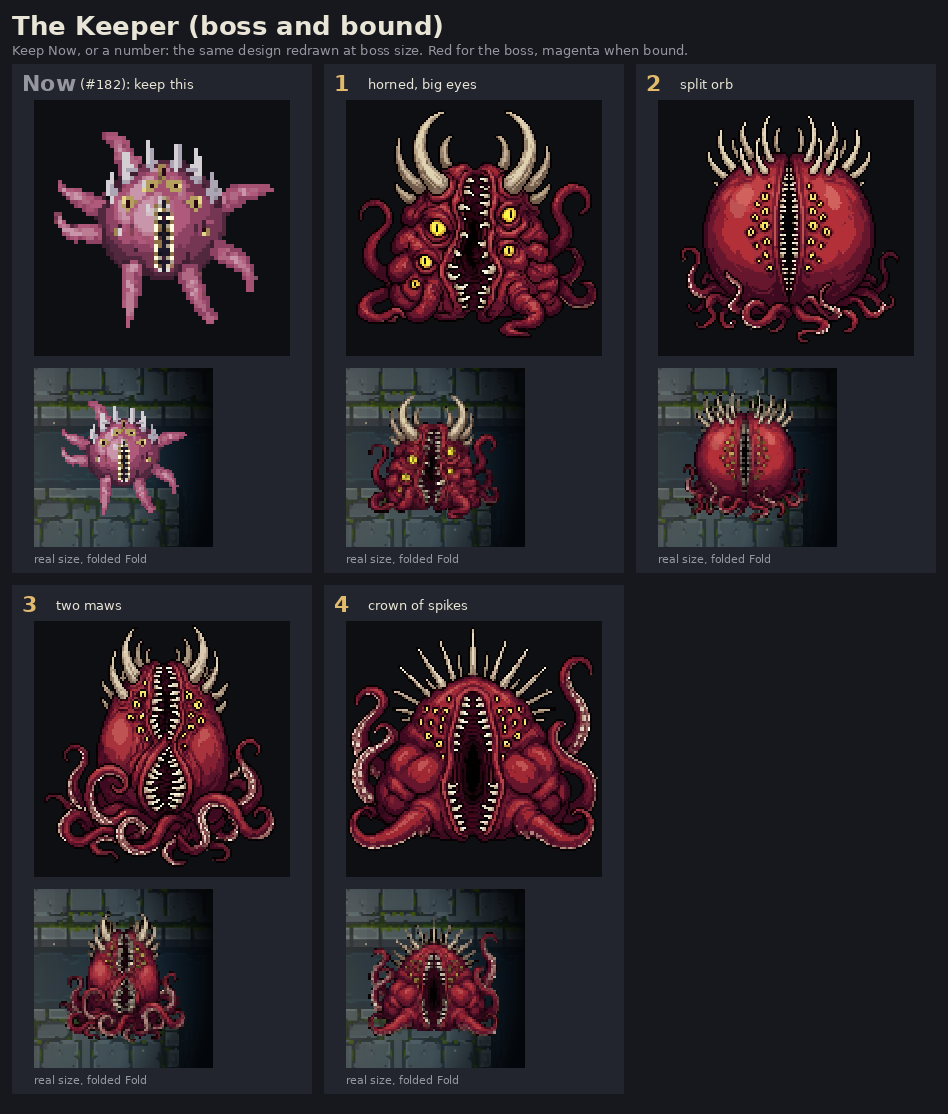 The Keeper (boss and bound)
Keep Now, or a number: the same design redrawn at boss size. Red for the boss, magenta when bound.
Now (#182): keep this
1 horned, big eyes
2 split orb
real size, folded Fold
real size, folded Fold
real size, folded Fold
3 two maws
4 crown of spikes
real size, folded Fold
real size, folded Fold